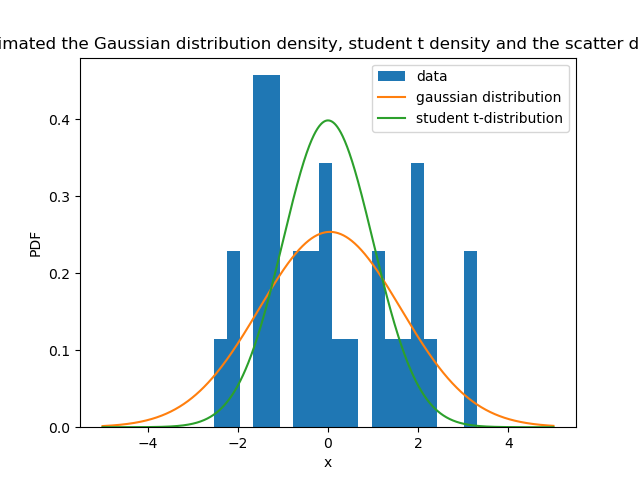 imated the Gaussian distribution density, student t density and the scatter d
data
gaussian distribution
student t-distribution
PDF
0.4
0.3
0.2
0.1
0.0
−4
−2
0
2
4
x